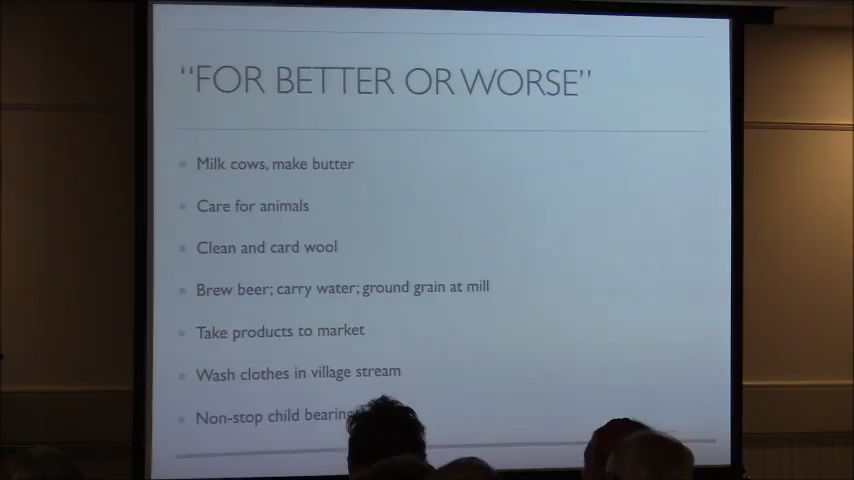 "FOR BETTER OR WORSE"
Milk cows, make butter
Care for animals
Clean and card wool
Brew beer; carry water; ground grain at mill
Take products to market
Wash clothes in village stream
Non-stop child bearing